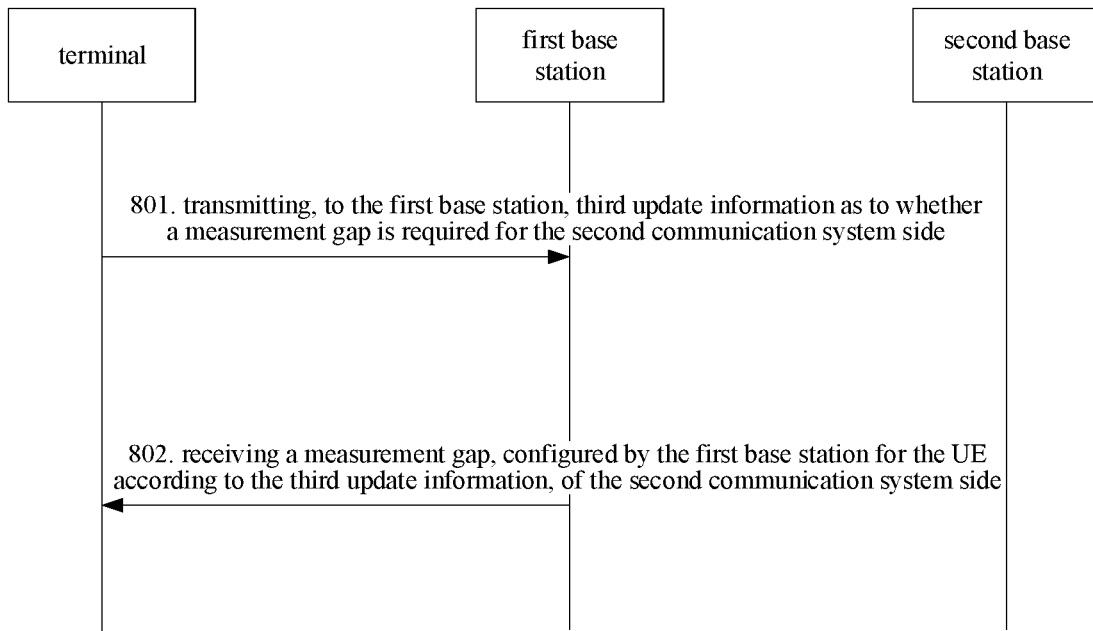 terminal
first base
station
second base
station
801. transmitting, to the first base station, third update information as to whether
a measurement gap is required for the second communication system side
802. receiving a measurement gap, configured by the first base station for the UE
according to the third update information, of the second communication system side